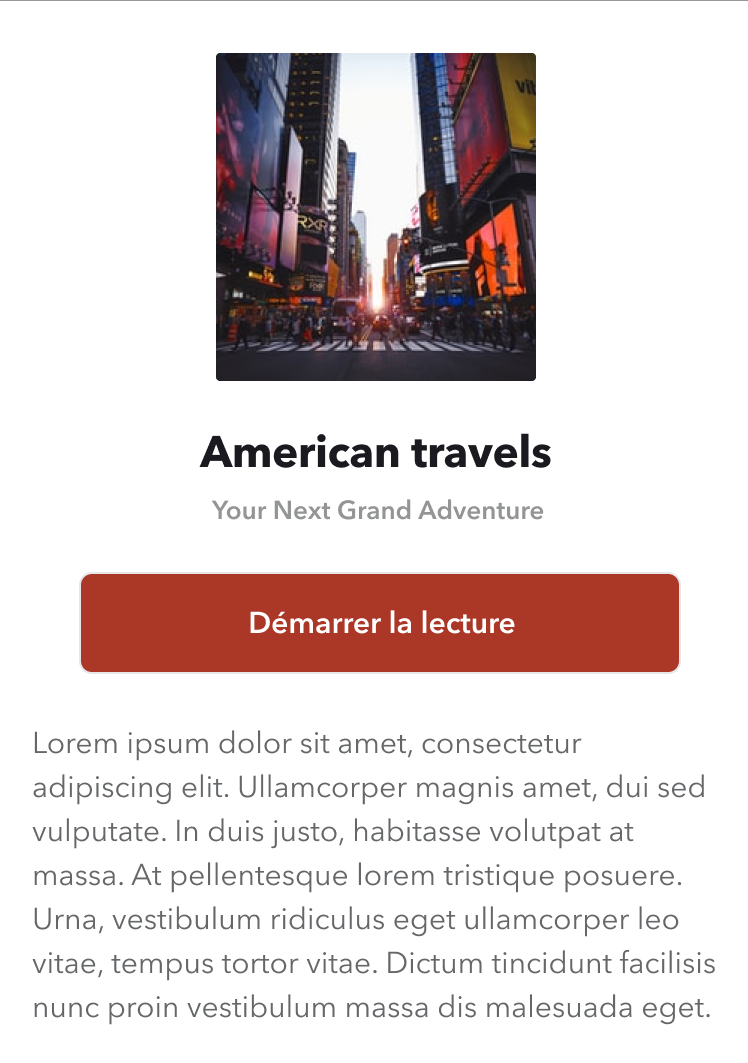 vit
RXR
American travels
Your Next Grand Adventure
Démarrer la lecture
Lorem ipsum dolor sit amet, consectetur
adipiscing elit. Ullamcorper magnis amet, dui sed
vulputate. In duis justo, habitasse volutpat at
massa. At pellentesque lorem tristique posuere.
Urna, vestibulum ridiculus eget ullamcorper leo
vitae, tempus tortor vitae. Dictum tincidunt facilisis
nunc proin vestibulum massa dis malesuada eget.